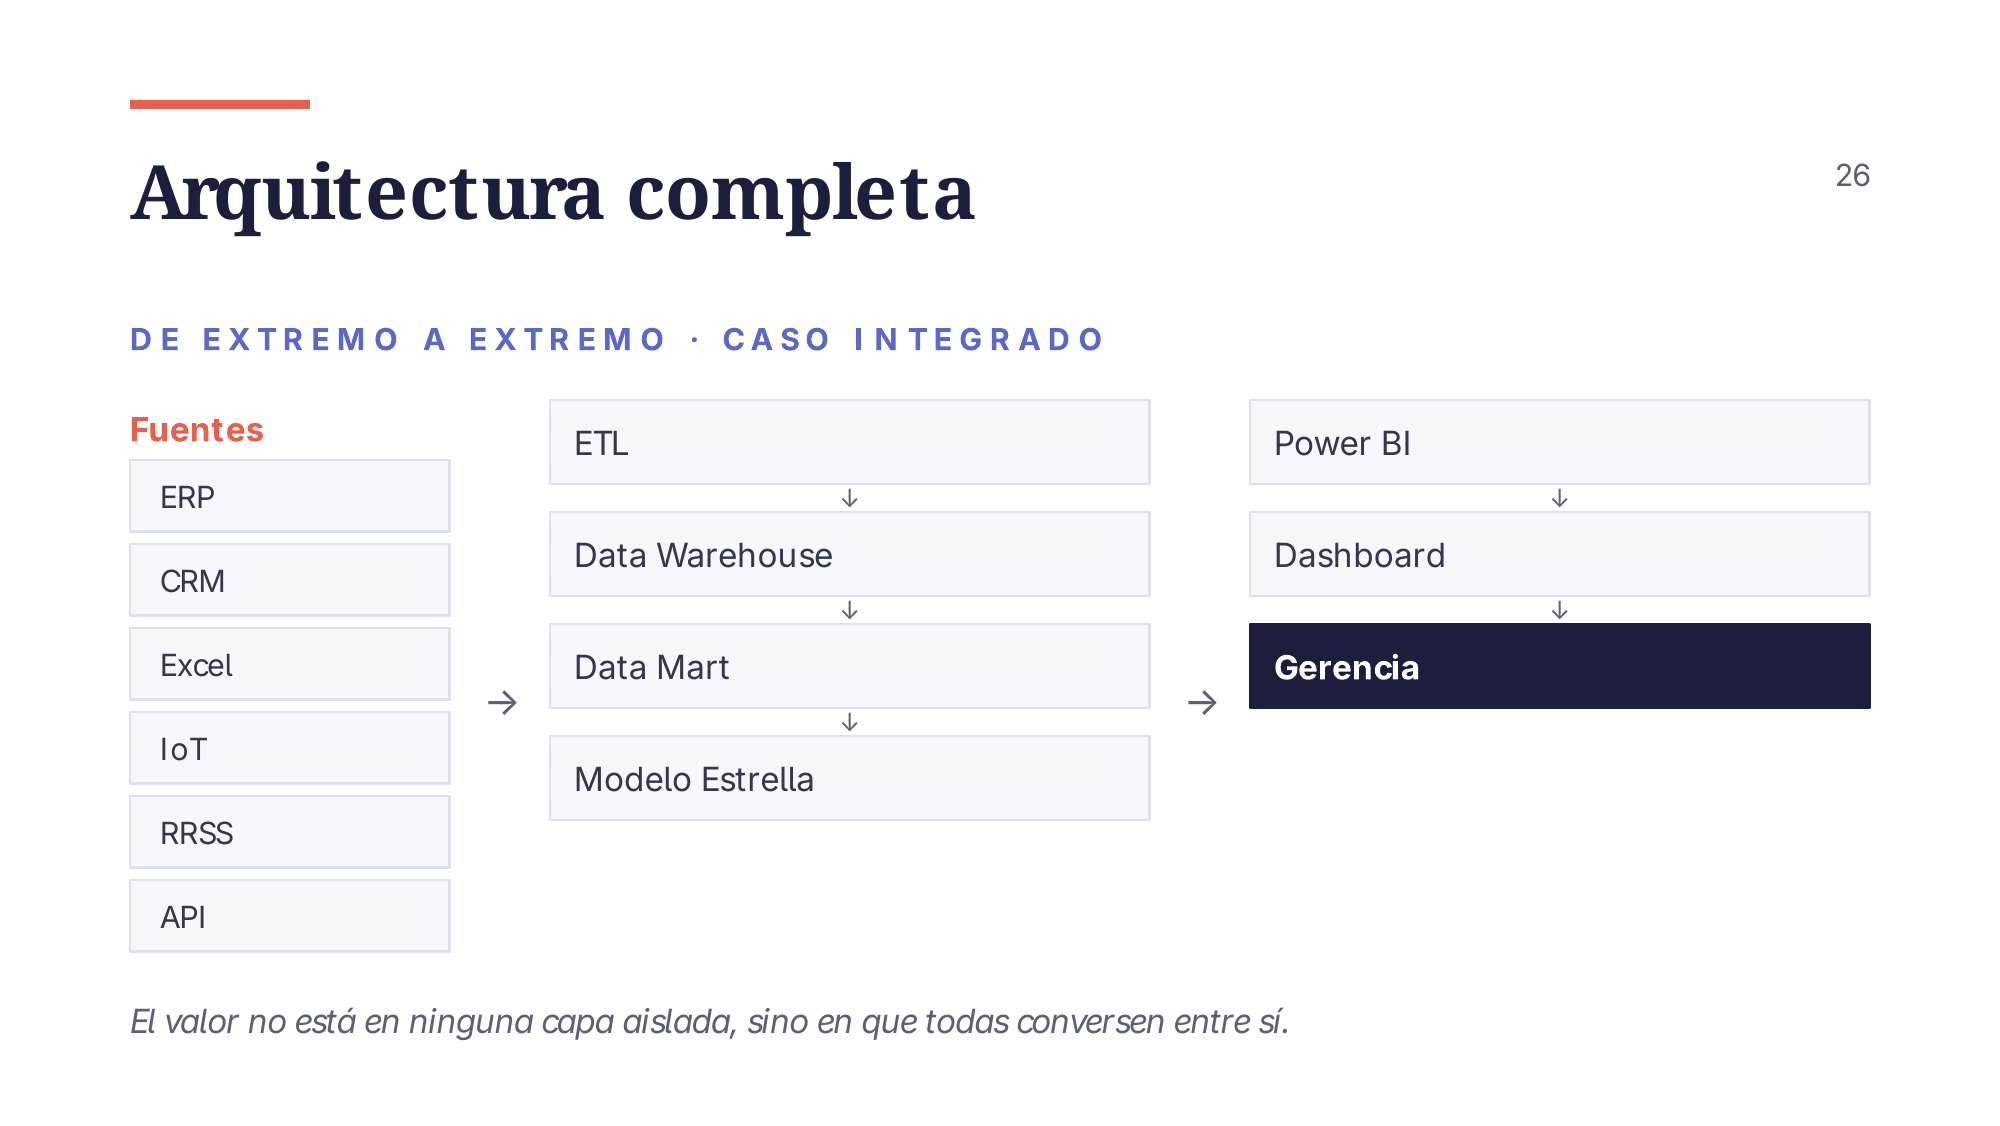 Arquitectura completa
26
DE EXTREMO A EXTREMO · CASO INTEGRADO
Fuentes
ERP
CRM
Excel
IoT
RRSS
API
→
ETL
↓
Data Warehouse
↓
Data Mart
↓
Modelo Estrella
→
Power BI
↓
Dashboard
↓
Gerencia
El valor no está en ninguna capa aislada, sino en que todas conversen entre sí.